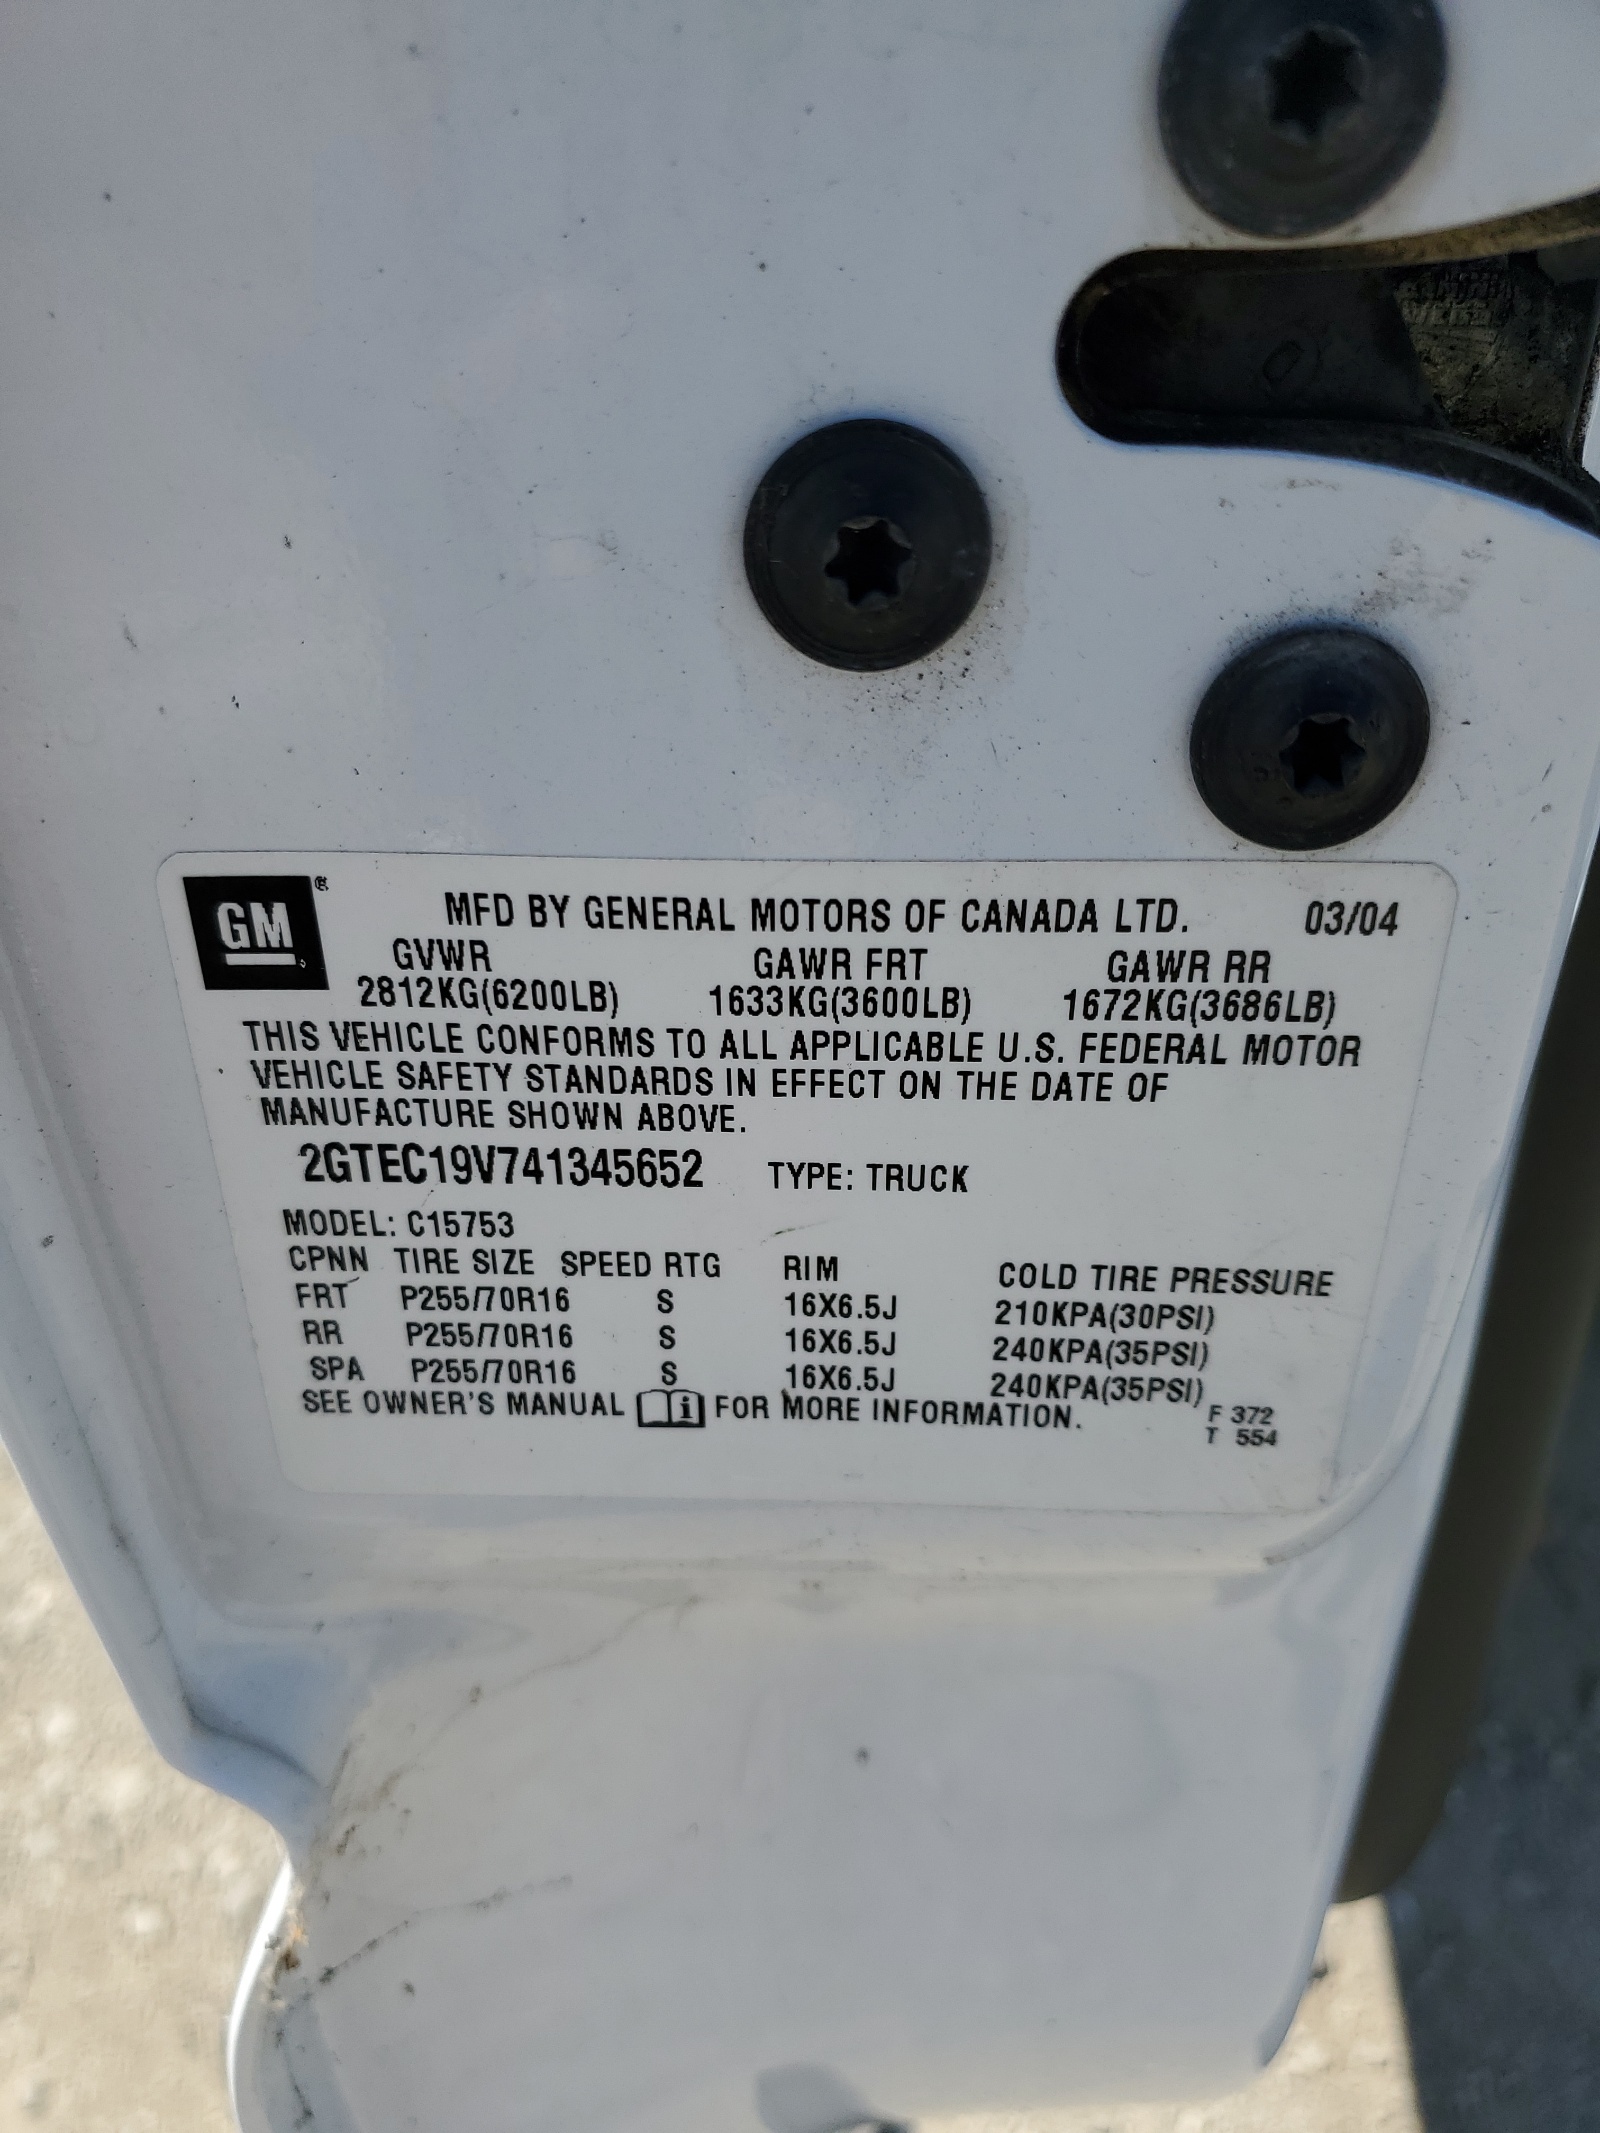 GM ®
MFD BY GENERAL MOTORS OF CANADA LTD. 03/04
GVWR GAWR FRT GAWR RR
2812KG(6200LB) 1633KG(3600LB) 1672KG(3686LB)
THIS VEHICLE CONFORMS TO ALL APPLICABLE U.S. FEDERAL MOTOR
VEHICLE SAFETY STANDARDS IN EFFECT ON THE DATE OF
MANUFACTURE SHOWN ABOVE.
2GTEC19V741345652 TYPE: TRUCK
MODEL: C15753
CPNN TIRE SIZE SPEED RTG RIM COLD TIRE PRESSURE
FRT P255/70R16 S 16X6.5J 210KPA(30PSI)
RR P255/70R16 S 16X6.5J 240KPA(35PSI)
SPA P255/70R16 S 16X6.5J 240KPA(35PSI)
SEE OWNER'S MANUAL i FOR MORE INFORMATION.
F 372
T 554